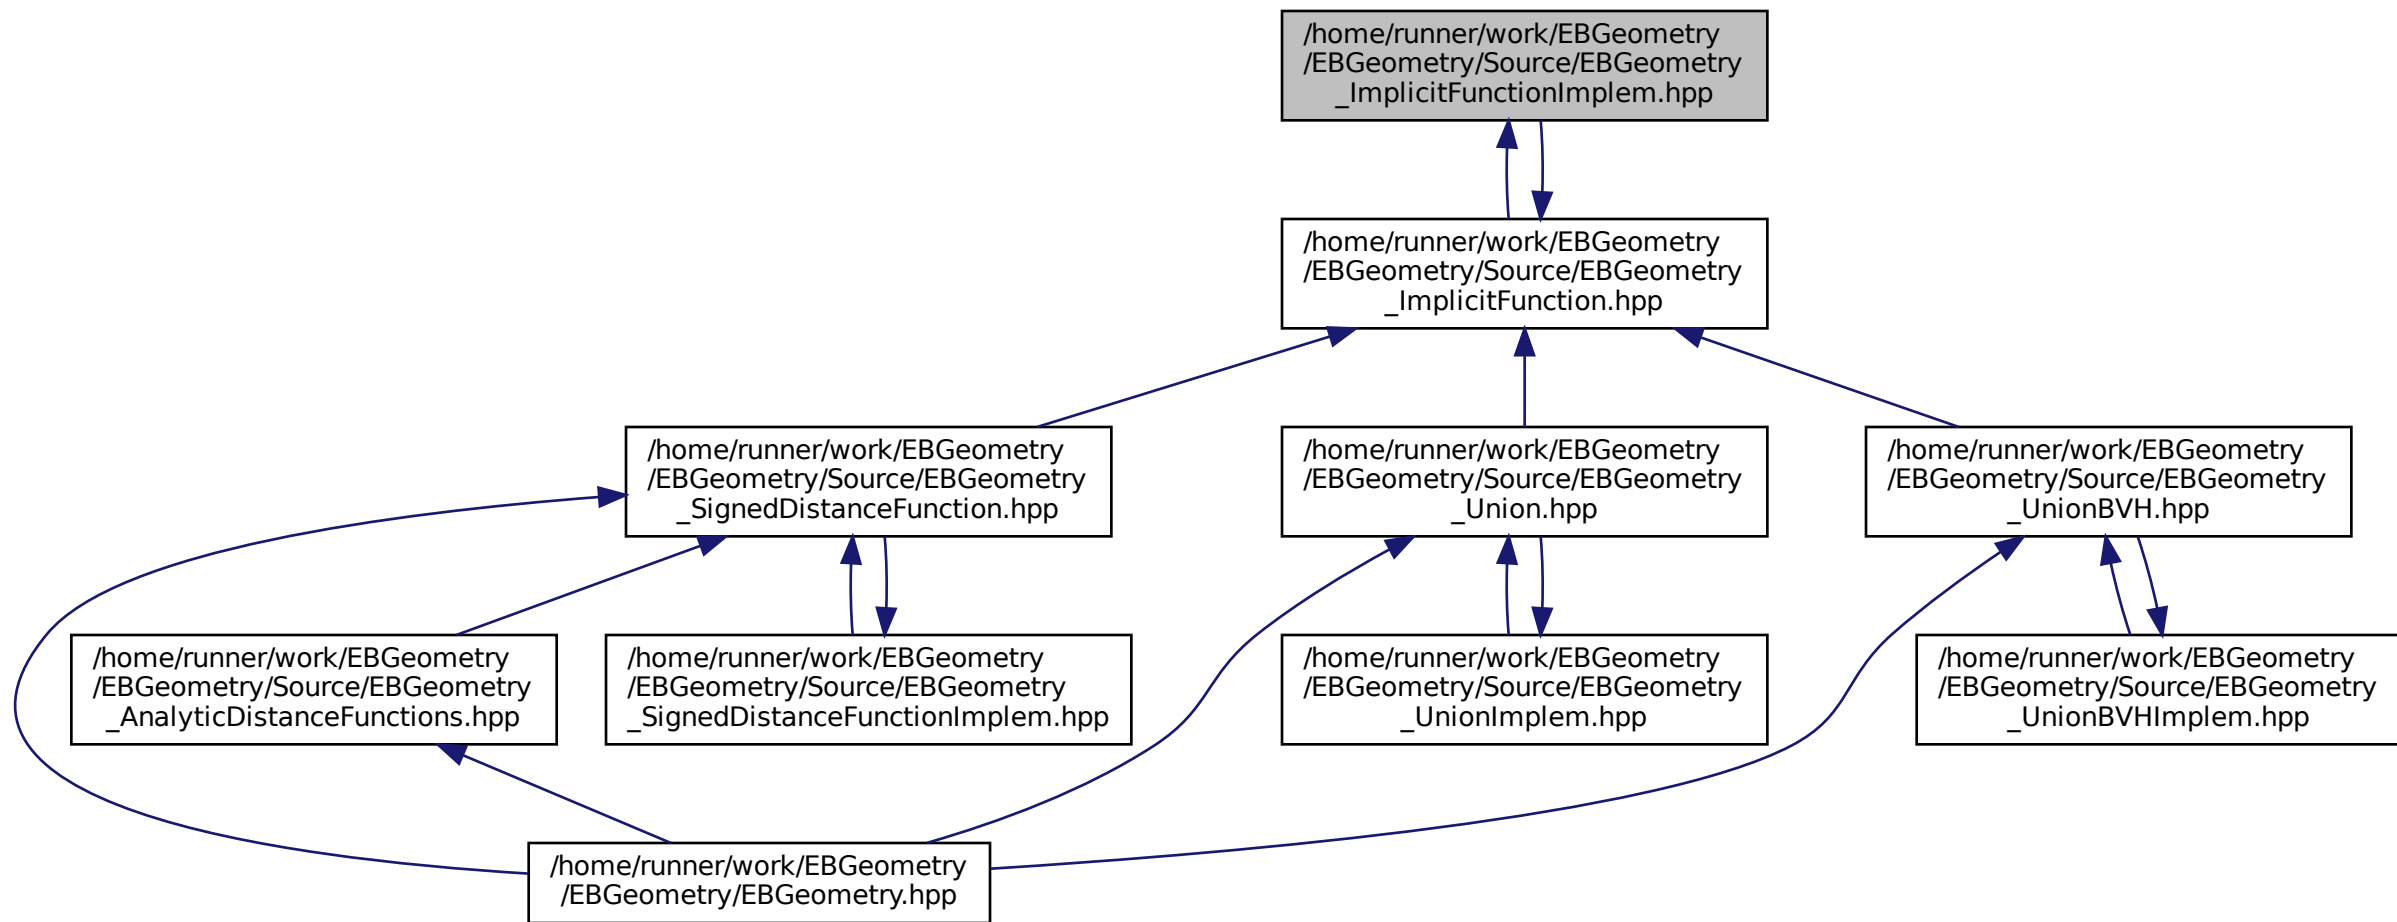 /home/runner/work/EBGeometry
/EBGeometry/Source/EBGeometry
_ImplicitFunctionImplem.hpp
/home/runner/work/EBGeometry
/EBGeometry/Source/EBGeometry
_ImplicitFunction.hpp
/home/runner/work/EBGeometry
/EBGeometry/Source/EBGeometry
_SignedDistanceFunction.hpp
/home/runner/work/EBGeometry
/EBGeometry/Source/EBGeometry
_Union.hpp
/home/runner/work/EBGeometry
/EBGeometry/Source/EBGeometry
_UnionBVH.hpp
/home/runner/work/EBGeometry
/EBGeometry/Source/EBGeometry
_AnalyticDistanceFunctions.hpp
/home/runner/work/EBGeometry
/EBGeometry/Source/EBGeometry
_SignedDistanceFunctionImplem.hpp
/home/runner/work/EBGeometry
/EBGeometry/Source/EBGeometry
_UnionImplem.hpp
/home/runner/work/EBGeometry
/EBGeometry/Source/EBGeometry
_UnionBVHImplem.hpp
/home/runner/work/EBGeometry
/EBGeometry/EBGeometry.hpp